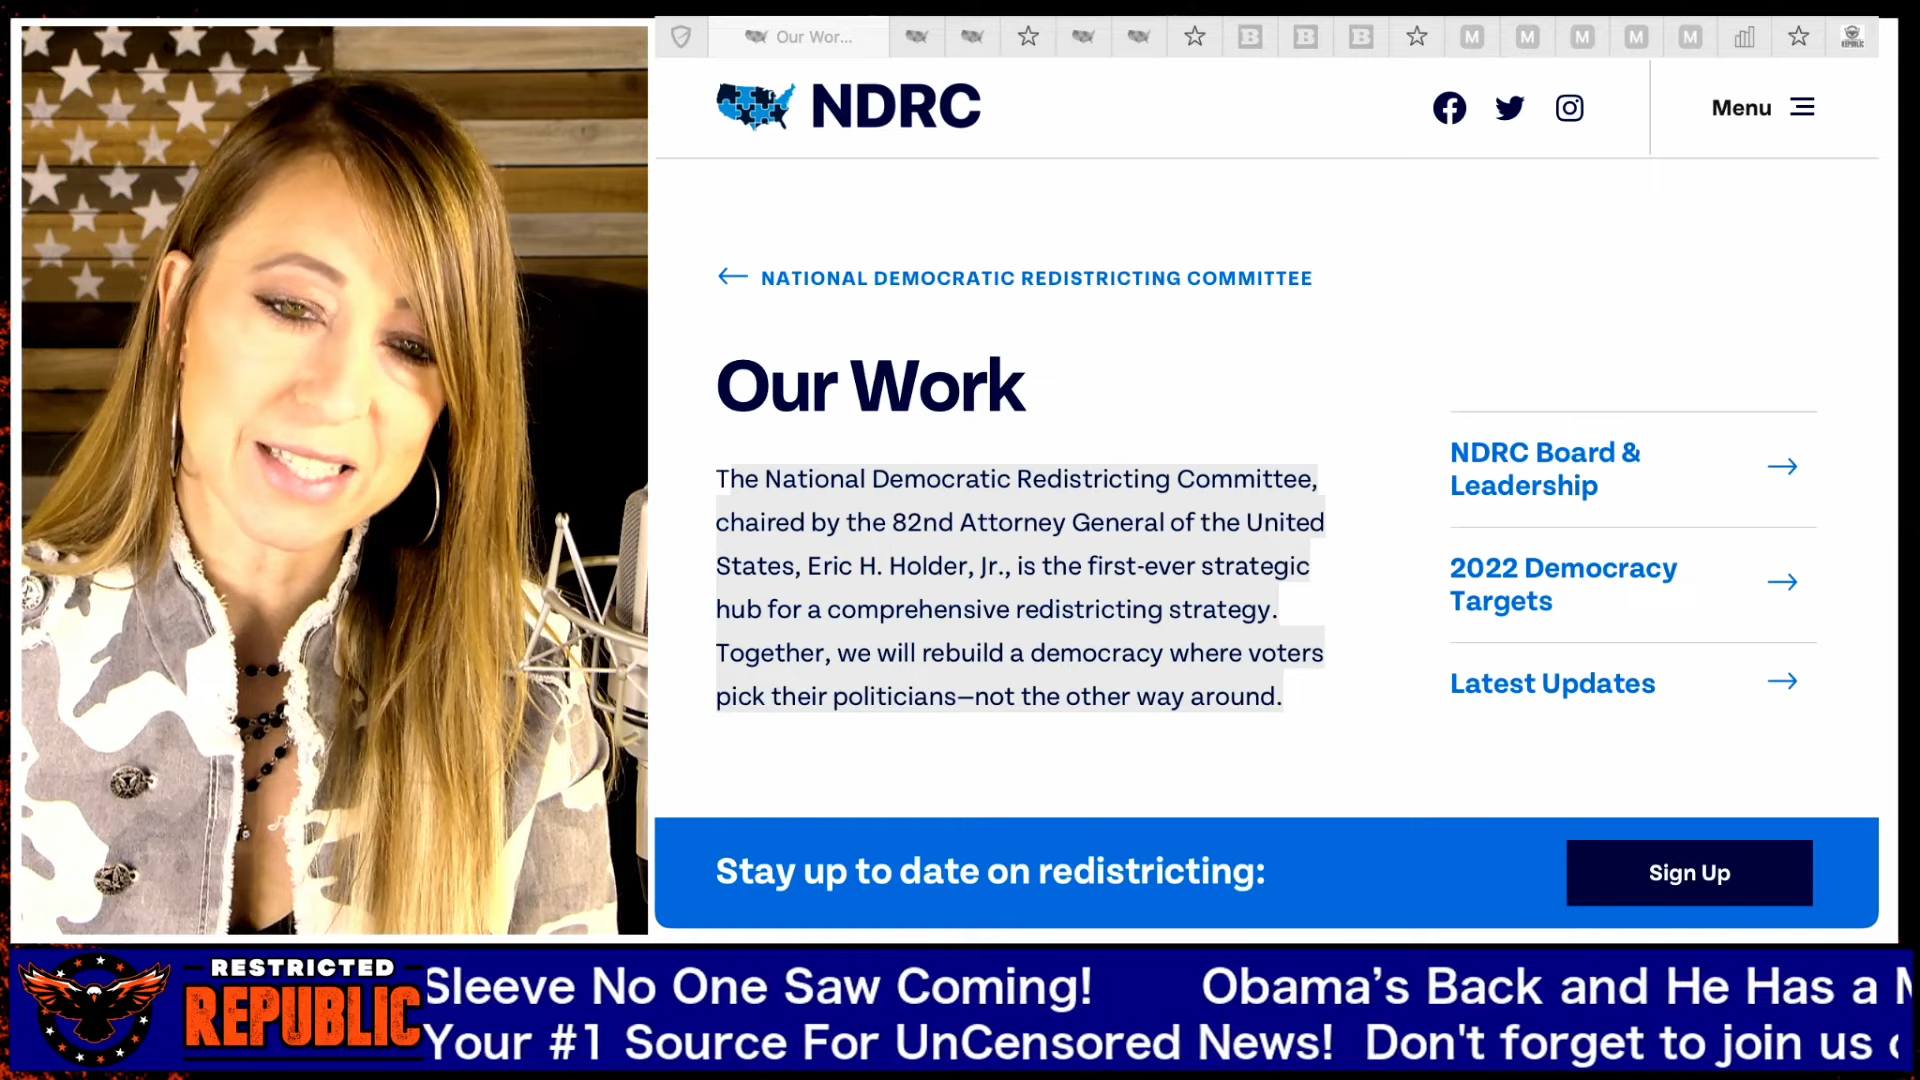 Our Wor...
B
B
B
M
M
M
M
M
REPUBLIC
NDRC
Menu
NATIONAL DEMOCRATIC REDISTRICTING COMMITTEE
Our Work
The National Democratic Redistricting Committee,
chaired by the 82nd Attorney General of the United
States, Eric H. Holder, Jr., is the first-ever strategic
hub for a comprehensive redistricting strategy.
Together, we will rebuild a democracy where voters
pick their politicians—not the other way around.
NDRC Board &
Leadership
2022 Democracy
Targets
Latest Updates
Stay up to date on redistricting:
Sign Up
RESTRICTED
REPUBLIC
Sleeve No One Saw Coming! Obama’s Back and He Has a M
Your #1 Source For UnCensored News! Don't forget to join us